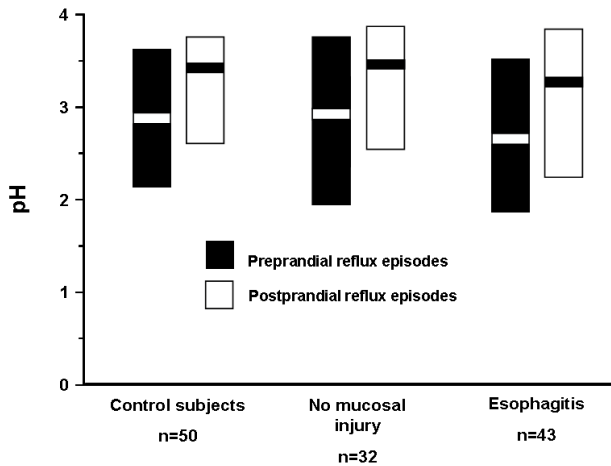 4
3
pH
2
1
0
Preprandial reflux episodes
Postprandial reflux episodes
Control subjects
n=50
No mucosal
injury
n=32
Esophagitis
n=43